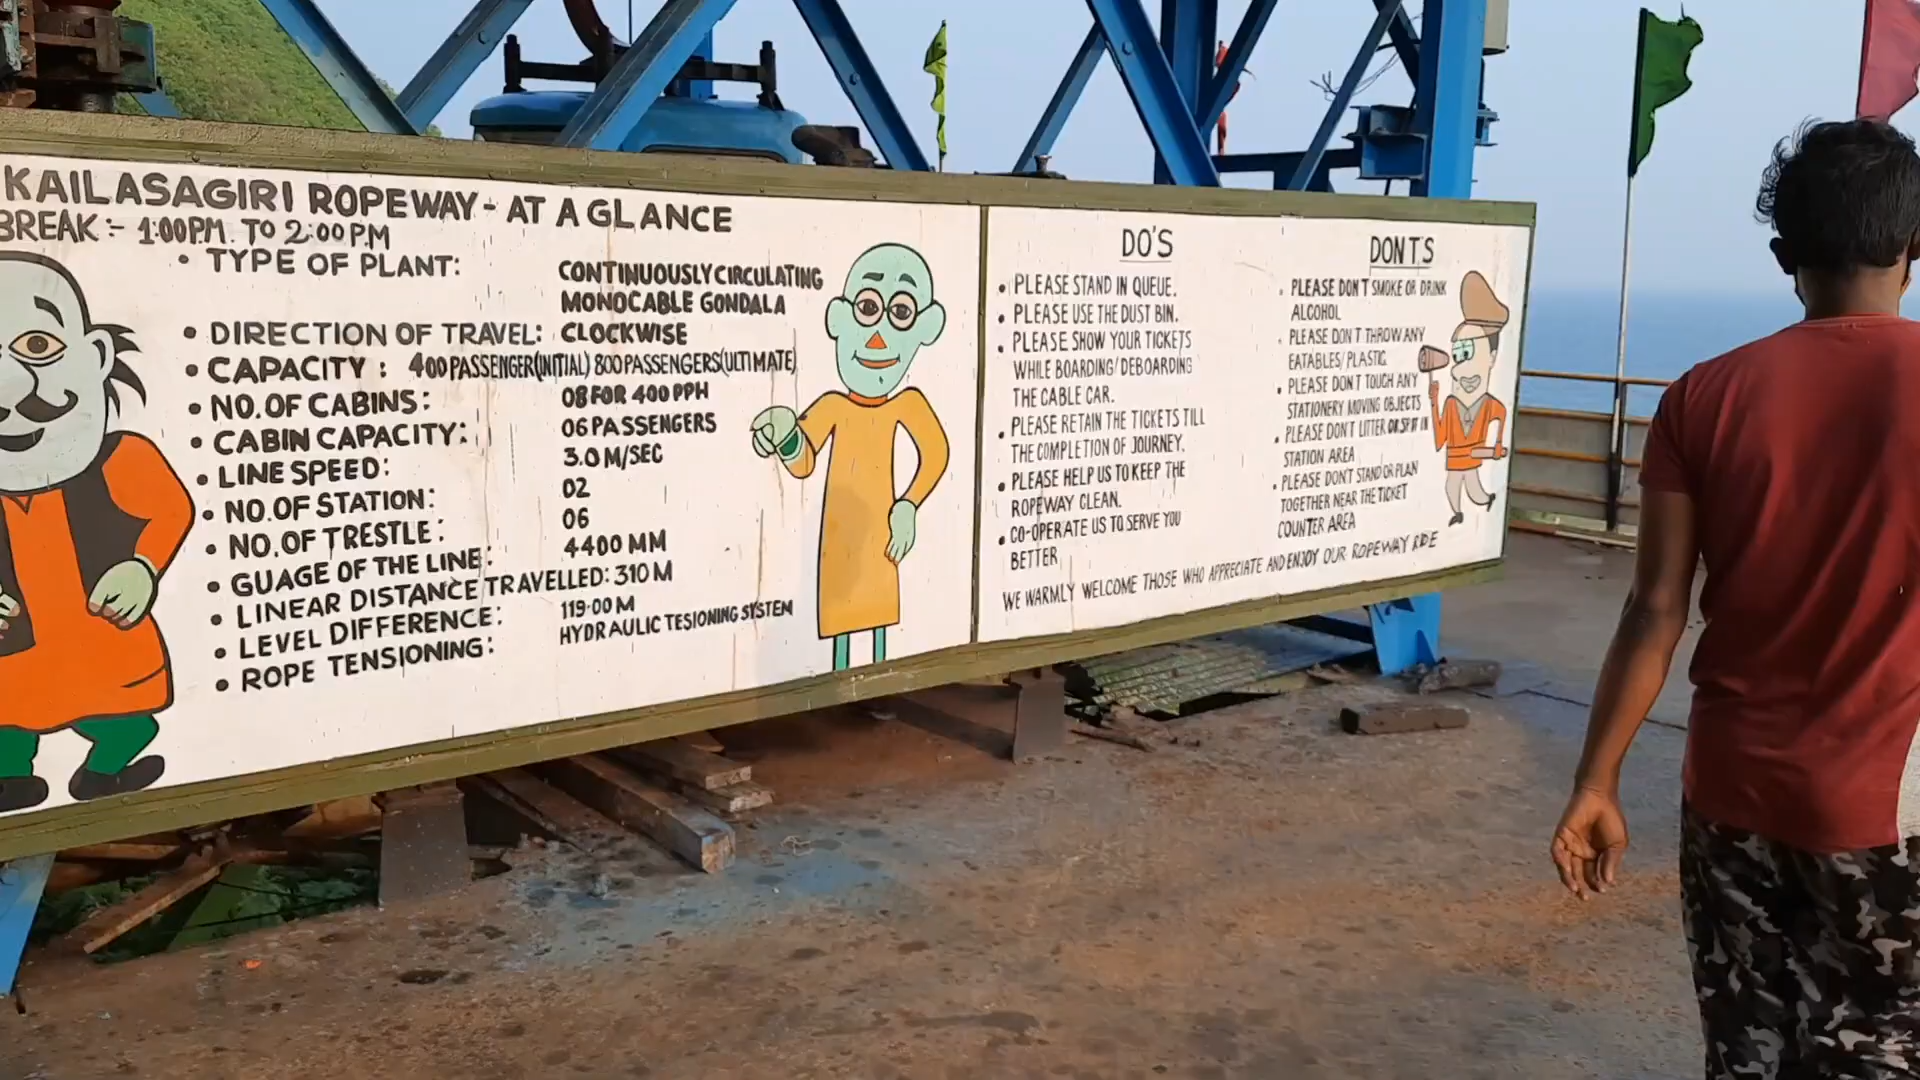 KAILASAGIRI ROPEWAY - AT A GLANCE
BREAK :- 1:00 P.M. TO 2:00 P.M
• TYPE OF PLANT: CONTINUOUSLY CIRCULATING
MONOCABLE GONDALA
• DIRECTION OF TRAVEL: CLOCKWISE
• CAPACITY : 400 PASSENGER(INITIAL) 800 PASSENGERS(ULTIMATE)
• NO. OF CABINS: 08 FOR 400 PPH
• CABIN CAPACITY: 06 PASSENGERS
• LINE SPEED: 3.0 M/SEC
• NO. OF STATION: 02
• NO. OF TRESTLE: 06
• GUAGE OF THE LINE: 4400 MM
• LINEAR DISTANCE TRAVELLED: 310 M
• LEVEL DIFFERENCE: 119.00 M
• ROPE TENSIONING: HYDRAULIC TESIONING SYSTEM
DO'S
• PLEASE STAND IN QUEUE.
• PLEASE USE THE DUST BIN.
• PLEASE SHOW YOUR TICKETS
WHILE BOARDING/DEBOARDING
THE CABLE CAR.
• PLEASE RETAIN THE TICKETS TILL
THE COMPLETION OF JOURNEY.
• PLEASE HELP US TO KEEP THE
ROPEWAY CLEAN.
• CO-OPERATE US TO SERVE YOU
BETTER
DON'T.S
• PLEASE DON'T SMOKE OR DRINK
ALCOHOL
• PLEASE DON'T THROW ANY
EATABLES/PLASTIC.
• PLEASE DON'T TOUCH ANY
STATIONERY MOVING OBJECTS
• PLEASE DON'T LITTER OR SPIT IN
STATION AREA
• PLEASE DON'T STAND OR PLAN
TOGETHER NEAR THE TICKET
COUNTER AREA
WE WARMLY WELCOME THOSE WHO APPRECIATE AND ENJOY OUR ROPEWAY RIDE